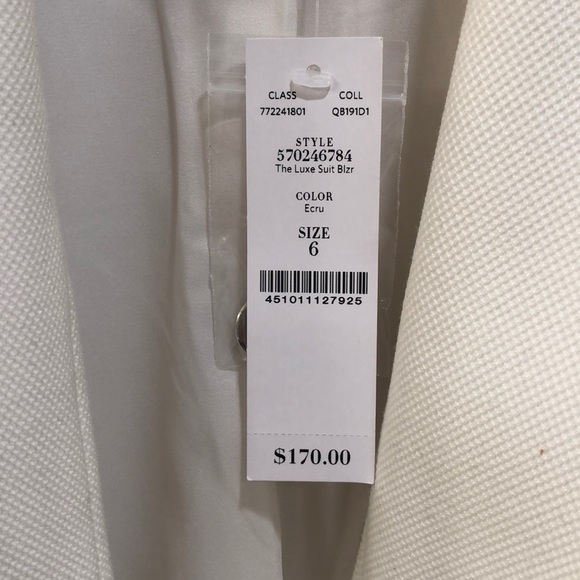 CLASS COLL
772241801 QB191D1
STYLE
570246784
The Luxe Suit Blzr
COLOR
Ecru
SIZE
6
451011127925
$170.00